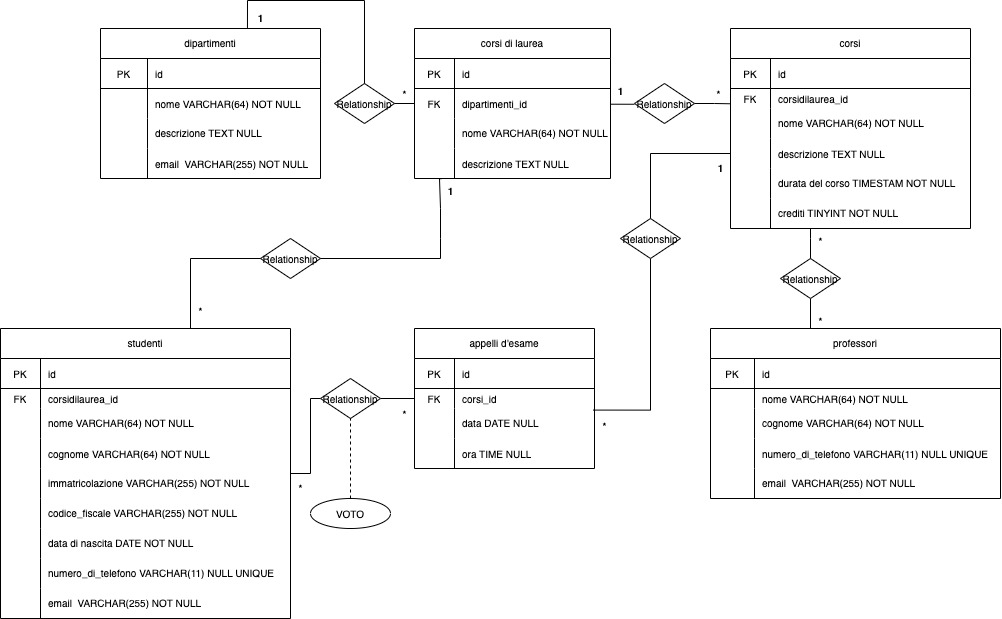 1
dipartimenti
PK id
nome VARCHAR(64) NOT NULL
descrizione TEXT NULL
email VARCHAR(255) NOT NULL
Relationship
*
corsi di laurea
PK id
FK dipartimenti_id
nome VARCHAR(64) NOT NULL
descrizione TEXT NULL
1
Relationship
*
corsi
PK id
FK corsidilaurea_id
nome VARCHAR(64) NOT NULL
descrizione TEXT NULL
durata del corso TIMESTAM NOT NULL
crediti TINYINT NOT NULL
1
1
Relationship
*
Relationship
*
*
Relationship
*
studenti
PK id
FK corsidilaurea_id
nome VARCHAR(64) NOT NULL
cognome VARCHAR(64) NOT NULL
immatricolazione VARCHAR(255) NOT NULL
codice_fiscale VARCHAR(255) NOT NULL
data di nascita DATE NOT NULL
numero_di_telefono VARCHAR(11) NULL UNIQUE
email VARCHAR(255) NOT NULL
Relationship
*
*
VOTO
appelli d'esame
PK id
FK corsi_id
data DATE NULL
ora TIME NULL
professori
PK id
nome VARCHAR(64) NOT NULL
cognome VARCHAR(64) NOT NULL
numero_di_telefono VARCHAR(11) NULL UNIQUE
email VARCHAR(255) NOT NULL